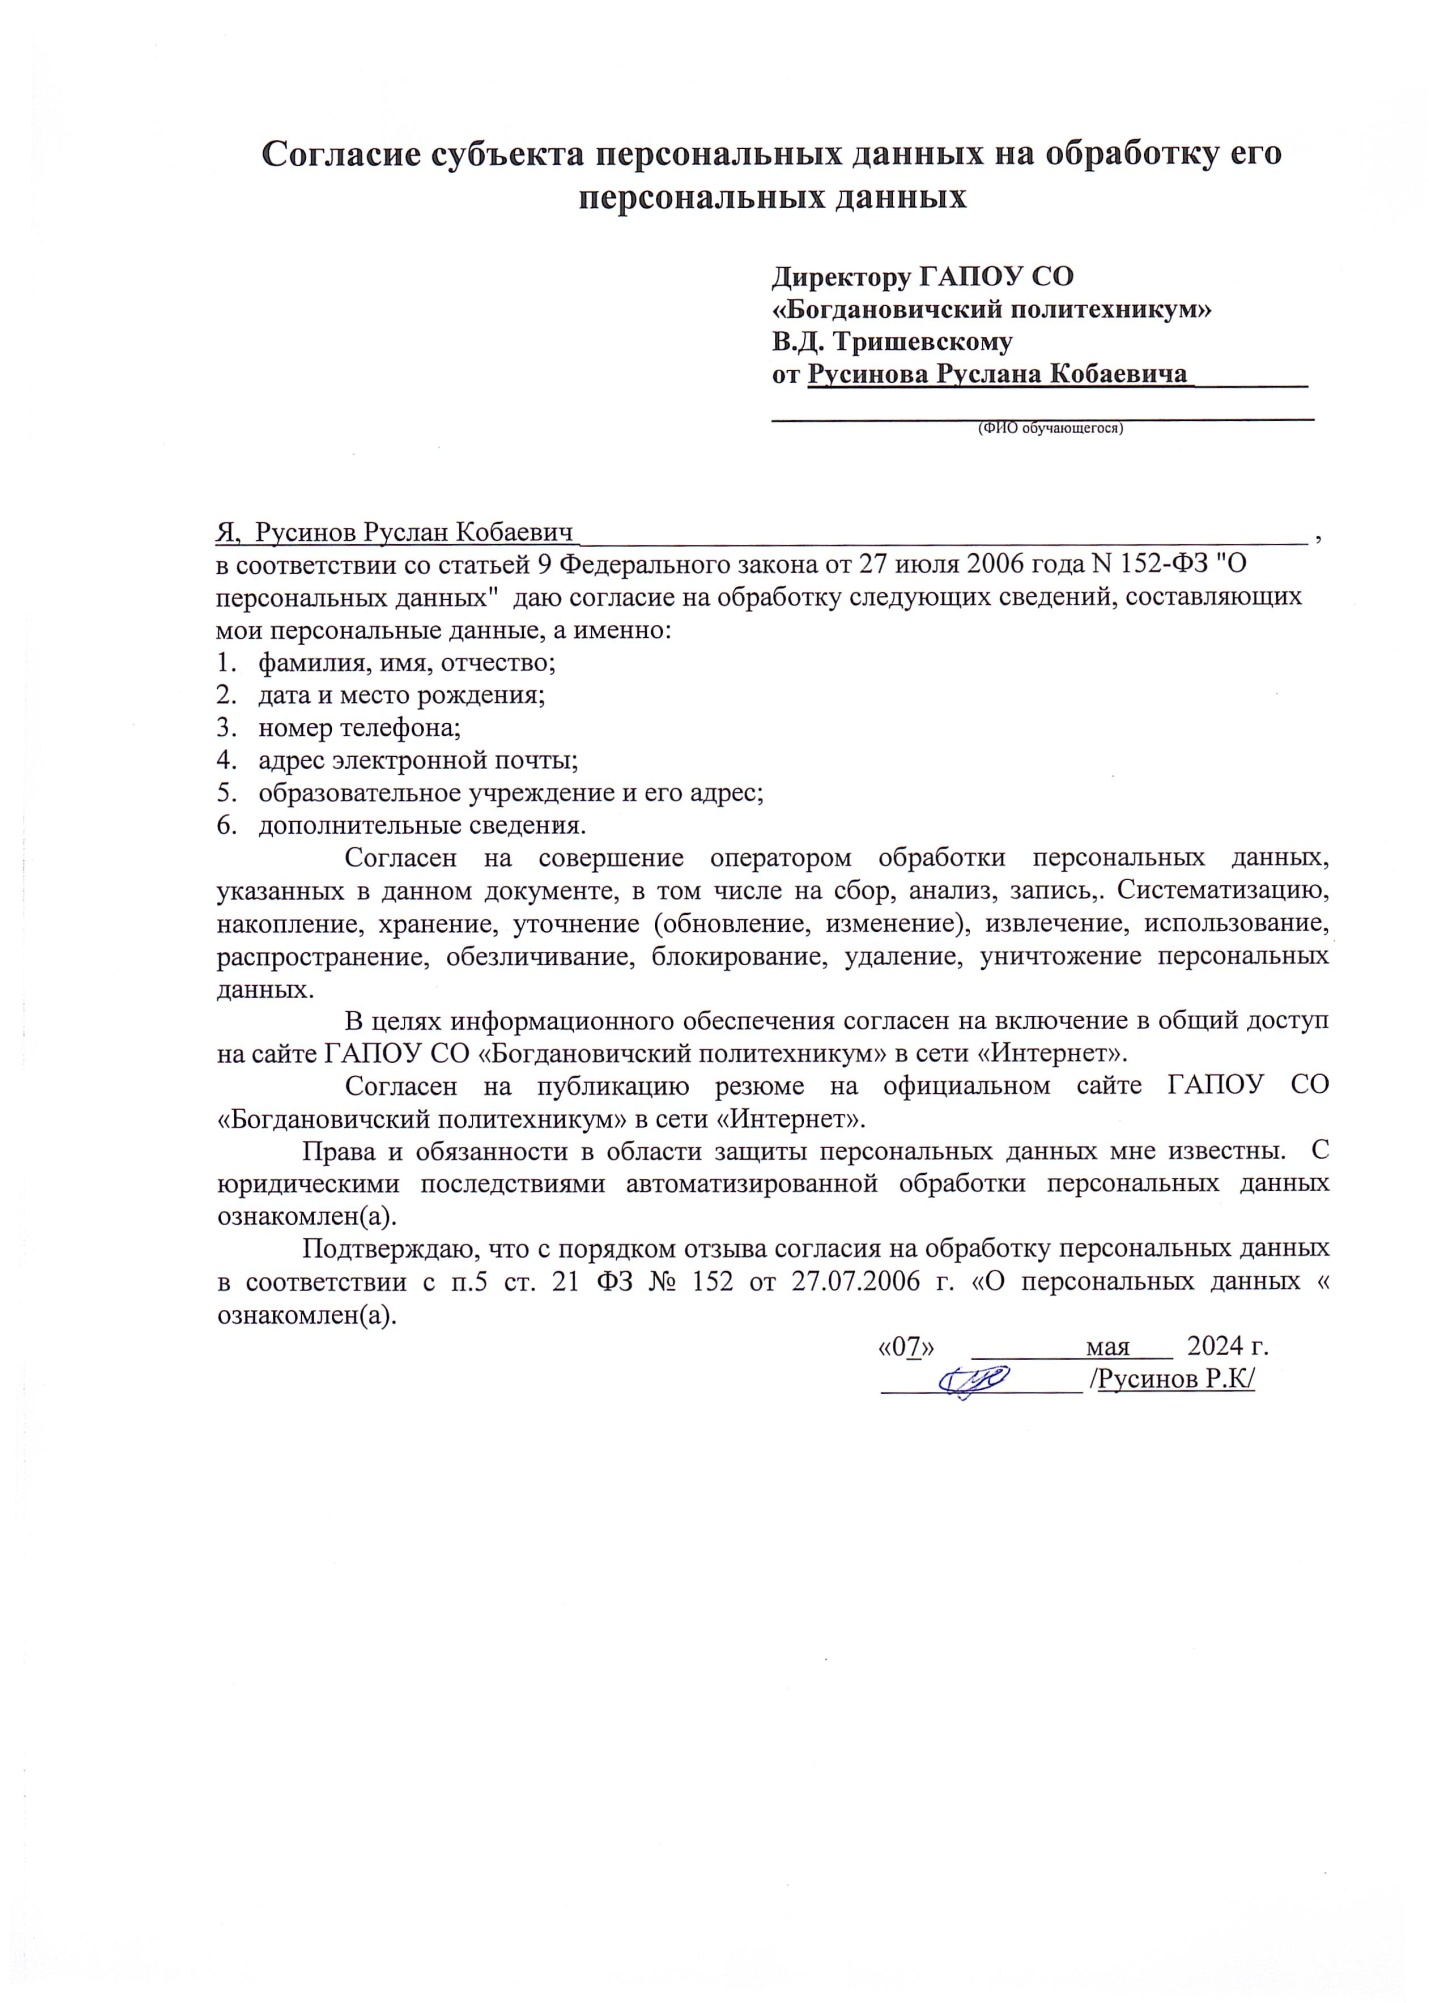 Согласие субъекта персональных данных на обработку его
персональных данных
Директору ГАПОУ СО
«Богдановичский политехникум»
В.Д. Тришевскому
от Русинова Руслана Кобаевича
(ФИО обучающегося)
Я, Русинов Руслан Кобаевич ,
в соответствии со статьей 9 Федерального закона от 27 июля 2006 года N 152-ФЗ "О
персональных данных" даю согласие на обработку следующих сведений, составляющих
мои персональные данные, а именно:
1. фамилия, имя, отчество;
2. дата и место рождения;
3. номер телефона;
4. адрес электронной почты;
5. образовательное учреждение и его адрес;
6. дополнительные сведения.
Согласен на совершение оператором обработки персональных данных,
указанных в данном документе, в том числе на сбор, анализ, запись,. Систематизацию,
накопление, хранение, уточнение (обновление, изменение), извлечение, использование,
распространение, обезличивание, блокирование, удаление, уничтожение персональных
данных.
В целях информационного обеспечения согласен на включение в общий доступ
на сайте ГАПОУ СО «Богдановичский политехникум» в сети «Интернет».
Согласен на публикацию резюме на официальном сайте ГАПОУ СО
«Богдановичский политехникум» в сети «Интернет».
Права и обязанности в области защиты персональных данных мне известны. С
юридическими последствиями автоматизированной обработки персональных данных
ознакомлен(а).
Подтверждаю, что с порядком отзыва согласия на обработку персональных данных
в соответствии с п.5 ст. 21 ФЗ № 152 от 27.07.2006 г. «О персональных данных «
ознакомлен(а).
«07» мая 2024 г.
/Русинов Р.К/